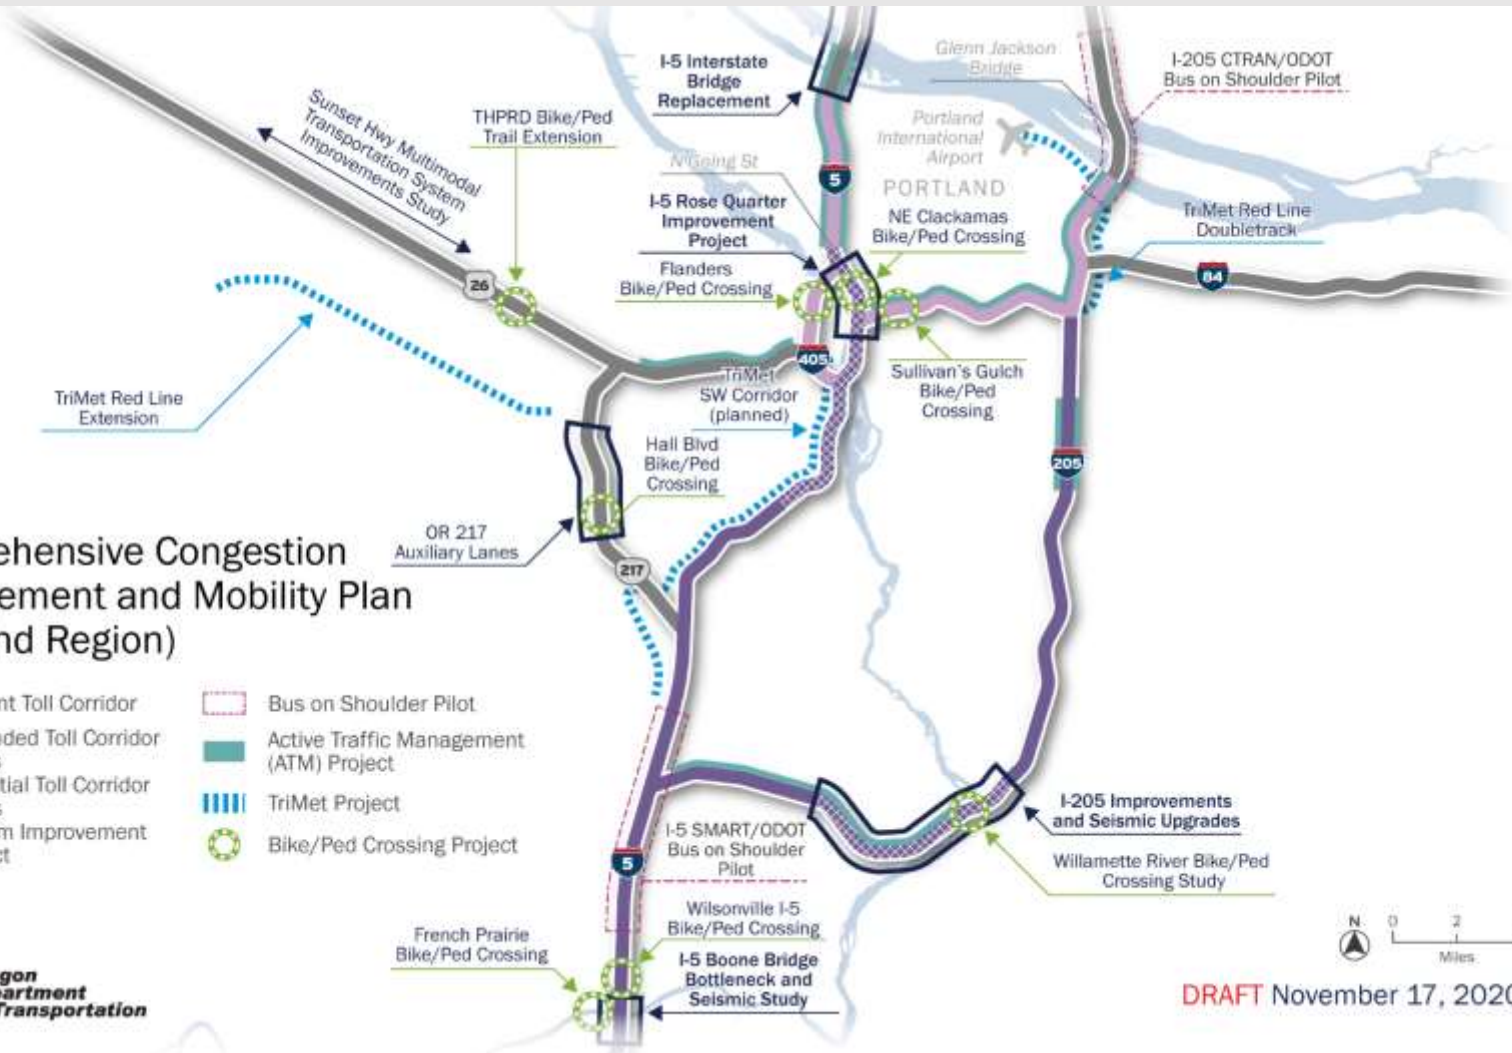 I-5 Interstate
Bridge
Replacement
Glenn Jackson
Bridge
I-205 CTRAN/ODOT
Bus on Shoulder Pilot
Sunset Hwy Multimodal
Transportation System
Improvements Study
THPRD Bike/Ped
Trail Extension
Portland
International
Airport
N Going St
5
PORTLAND
I-5 Rose Quarter
Improvement
Project
NE Clackamas
Bike/Ped Crossing
TriMet Red Line
Doubletrack
Flanders
Bike/Ped Crossing
26
84
405
TriMet
SW Corridor
(planned)
Sullivan's Gulch
Bike/Ped
Crossing
TriMet Red Line
Extension
Hall Blvd
Bike/Ped
Crossing
205
OR 217
Auxiliary Lanes
217
ehensive Congestion
ement and Mobility Plan
nd Region)
nt Toll Corridor
ded Toll Corridor
s
tial Toll Corridor
s
m Improvement
ct
Bus on Shoulder Pilot
Active Traffic Management
(ATM) Project
TriMet Project
Bike/Ped Crossing Project
I-205 Improvements
and Seismic Upgrades
I-5 SMART/ODOT
Bus on Shoulder
Pilot
5
Willamette River Bike/Ped
Crossing Study
Wilsonville I-5
Bike/Ped Crossing
French Prairie
Bike/Ped Crossing
I-5 Boone Bridge
Bottleneck and
Seismic Study
N
0 2
Miles
gon
artment
Transportation
DRAFT November 17, 2020